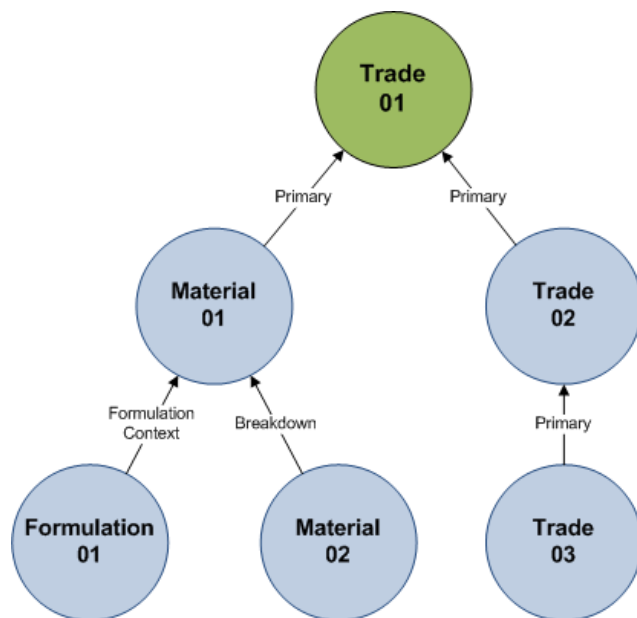 Trade
01
Primary
Primary
Material
01
Trade
02
Formulation
Context
Breakdown
Primary
Formulation
01
Material
02
Trade
03